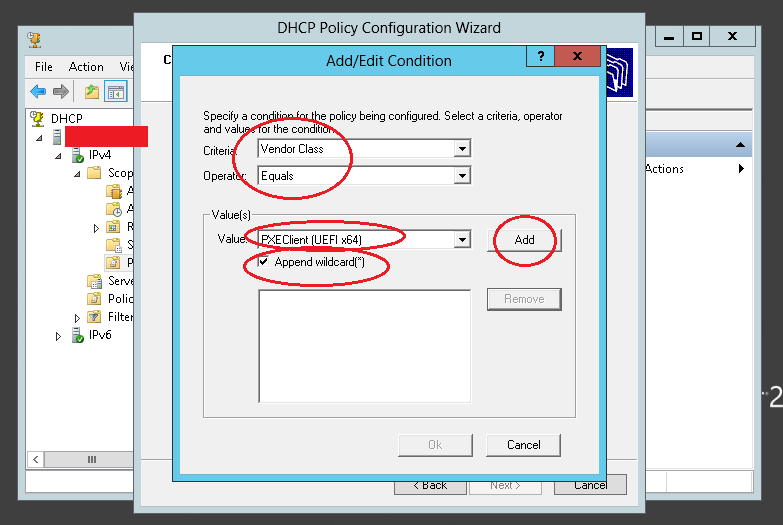 DHCP Policy Configuration Wizard
Add/Edit Condition
?
x
File Action
DHCP
IPv4
Scop
Serve
Polic
Filter
IPv6
Actions
Specify a condition for the policy being configured. Select a criteria, operator
and values for the condition.
Criteria:
Vendor Class
Operator:
Equals
Value(s)
Value:
PXEClient (UEFI x64)
Add
Append wildcard(*)
Remove
Ok
Cancel
< Back
Next >
Cancel
2